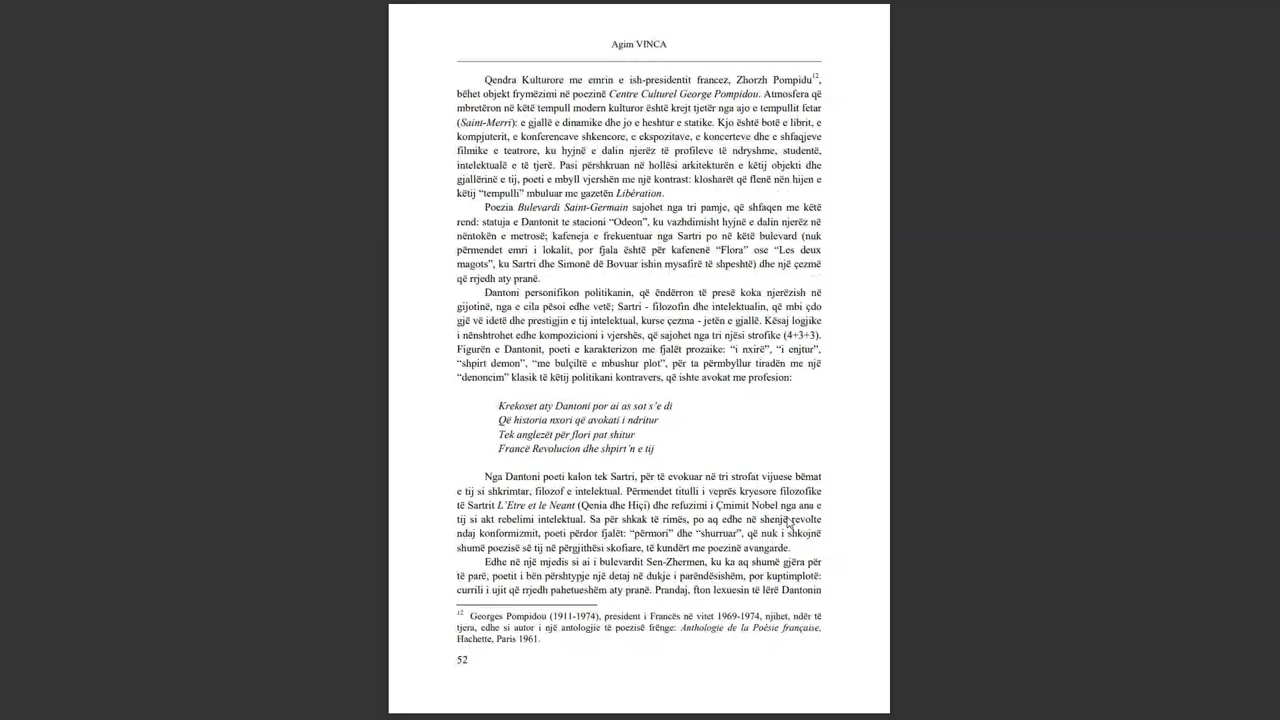 Agim VINCA
Qendra Kulturore me emrin e ish-presidentit francez, Zhorzh Pompidu12,
bëhet objekt frymëzimi në poezinë Centre Culturel George Pompidou. Atmosfera që
mbretëron në këtë tempull modern kulturor është krejt tjetër nga ajo e tempullit fetar
(Saint-Merri): e gjallë e dinamike dhe jo e heshtur e statike. Kjo është botë e librit, e
kompjuterit, e konferencave shkencore, e ekspozitave, e koncerteve dhe e shfaqjeve
filmike e teatrore, ku hyjnë e dalin njerëz të profileve të ndryshme, studentë,
intelektualë e të tjerë. Pasi përshkruan në hollësi arkitekturën e këtij objekti dhe
gjallërinë e tij, poeti e mbyll vjershën me një kontrast: klosharët që flenë nën hijen e
këtij “tempulli” mbuluar me gazetën Libération.
Poezia Bulevardi Saint-Germain sajohet nga tri pamje, që shfaqen me këtë
rend: statuja e Dantonit te stacioni “Odeon”, ku vazhdimisht hyjnë e dalin njerëz në
nëntokën e metrosë; kafeneja e frekuentuar nga Sartri po në këtë bulevard (nuk
përmendet emri i lokalit, por fjala është për kafenenë “Flora” ose “Les deux
magots”, ku Sartri dhe Simonë dë Bovuar ishin mysafirë të shpeshtë) dhe një çezmë
që rrjedh aty pranë.
Dantoni personifikon politikanin, që ëndërron të presë koka njerëzish në
gijotinë, nga e cila pësoi edhe vetë; Sartri - filozofin dhe intelektualin, që mbi çdo
gjë vë idetë dhe prestigjin e tij intelektual, kurse çezma - jetën e gjallë. Kësaj logjike
i nënshtrohet edhe kompozicioni i vjershës, që sajohet nga tri njësi strofike (4+3+3).
Figurën e Dantonit, poeti e karakterizon me fjalët prozaike: “i nxirë”, “i enjtur”,
“shpirt demon”, “me bulçiltë e mbushur plot”, për ta përmbyllur tiradën me një
“denoncim” klasik të këtij politikani kontravers, që ishte avokat me profesion:
Krekoset aty Dantoni por ai as sot s’e di
Që historia nxori që avokati i ndritur
Tek anglezët për flori pat shitur
Francë Revolucion dhe shpirt’n e tij
Nga Dantoni poeti kalon tek Sartri, për të evokuar në tri strofat vijuese bëmat
e tij si shkrimtar, filozof e intelektual. Përmendet titulli i veprës kryesore filozofike
të Sartrit L’Etre et le Neant (Qenia dhe Hiçi) dhe refuzimi i Çmimit Nobel nga ana e
tij si akt rebelimi intelektual. Sa për shkak të rimës, po aq edhe në shenjë revolte
ndaj konformizmit, poeti përdor fjalët: “përmori” dhe “shurruar”, që nuk i shkojnë
shumë poezisë së tij në përgjithësi skofiare, të kundërt me poezinë avangarde.
Edhe në një mjedis si ai i bulevardit Sen-Zhermen, ku ka aq shumë gjëra për
të parë, poetit i bën përshtypje një detaj në dukje i parëndësishëm, por kuptimplotë:
currili i ujit që rrjedh pahetueshëm aty pranë. Prandaj, fton lexuesin të lërë Dantonin
12 Georges Pompidou (1911-1974), president i Francës në vitet 1969-1974, njihet, ndër të
tjera, edhe si autor i një antologjie të poezisë frënge: Anthologie de la Poésie française,
Hachette, Paris 1961.
52